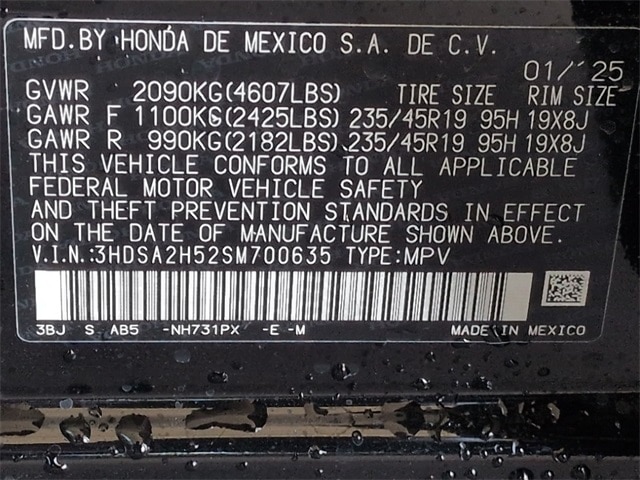 MFD.BY HONDA DE MEXICO S.A. DE C.V.
01/'25
GVWR 2090KG(4607LBS) TIRE SIZE RIM SIZE
GAWR F 1100KG(2425LBS) 235/45R19 95H 19X8J
GAWR R 990KG(2182LBS) 235/45R19 95H 19X8J
THIS VEHICLE CONFORMS TO ALL APPLICABLE
FEDERAL MOTOR VEHICLE SAFETY
AND THEFT PREVENTION STANDARDS IN EFFECT
ON THE DATE OF MANUFACTURE SHOWN ABOVE.
V.I.N.:3HDSA2H52SM700635 TYPE:MPV
3BJ S AB5 -NH731PX -E -M MADE IN MEXICO